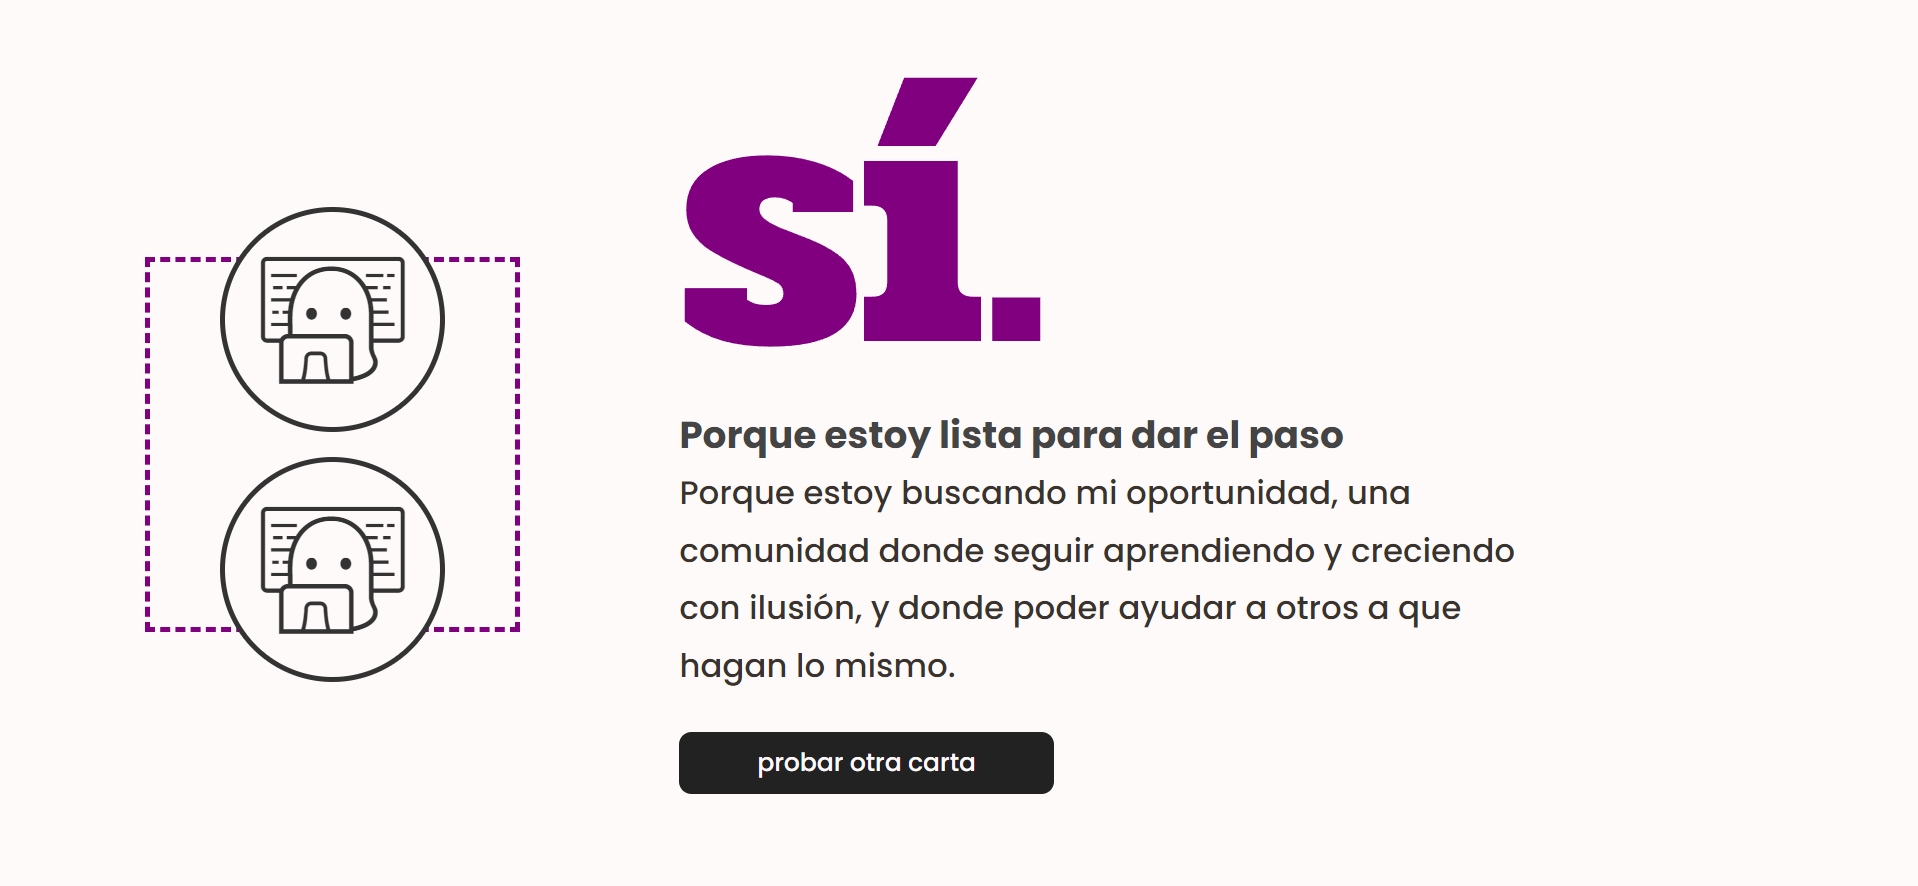 sí.
Porque estoy lista para dar el paso
Porque estoy buscando mi oportunidad, una
comunidad donde seguir aprendiendo y creciendo
con ilusión, y donde poder ayudar a otros a que
hagan lo mismo.
probar otra carta